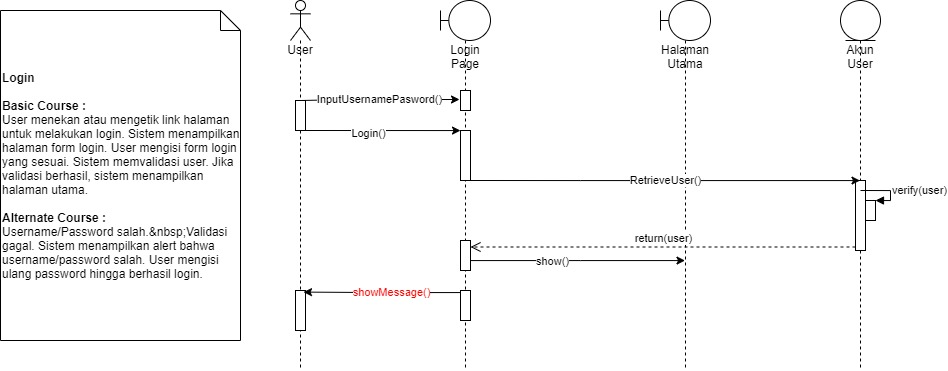 Login
Basic Course :
User menekan atau mengetik link halaman
untuk melakukan login. Sistem menampilkan
halaman form login. User mengisi form login
yang sesuai. Sistem memvalidasi user. Jika
validasi berhasil, sistem menampilkan
halaman utama.
Alternate Course :
Username/Password salah.&nbsp;Validasi
gagal. Sistem menampilkan alert bahwa
username/password salah. User mengisi
ulang password hingga berhasil login.
User
Login
Page
Halaman
Utama
Akun
User
InputUsernamePasword()
Login()
RetrieveUser()
verify(user)
return(user)
show()
showMessage()